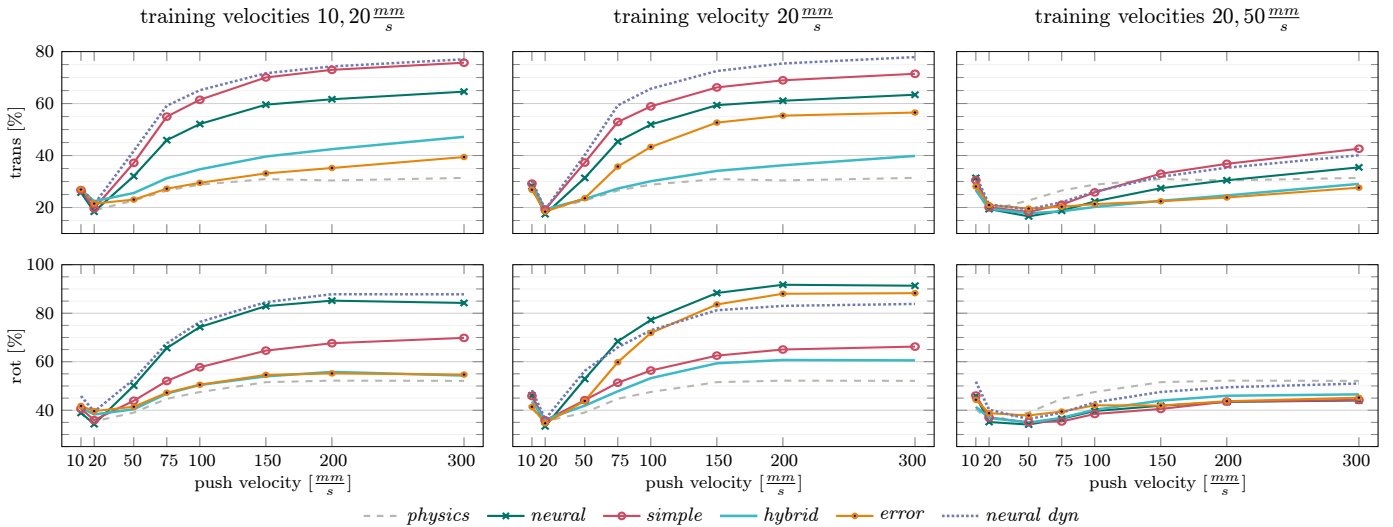 training velocities 10, 20 mm/s training velocity 20 mm/s training velocities 20, 50 mm/s
80
60
trans [%]
40
20
100
80
rot [%]
60
40
10 20 50 75 100 150 200 300 10 20 50 75 100 150 200 300 10 20 50 75 100 150 200 300
push velocity [mm/s] push velocity [mm/s] push velocity [mm/s]
physics neural simple hybrid error neural dyn